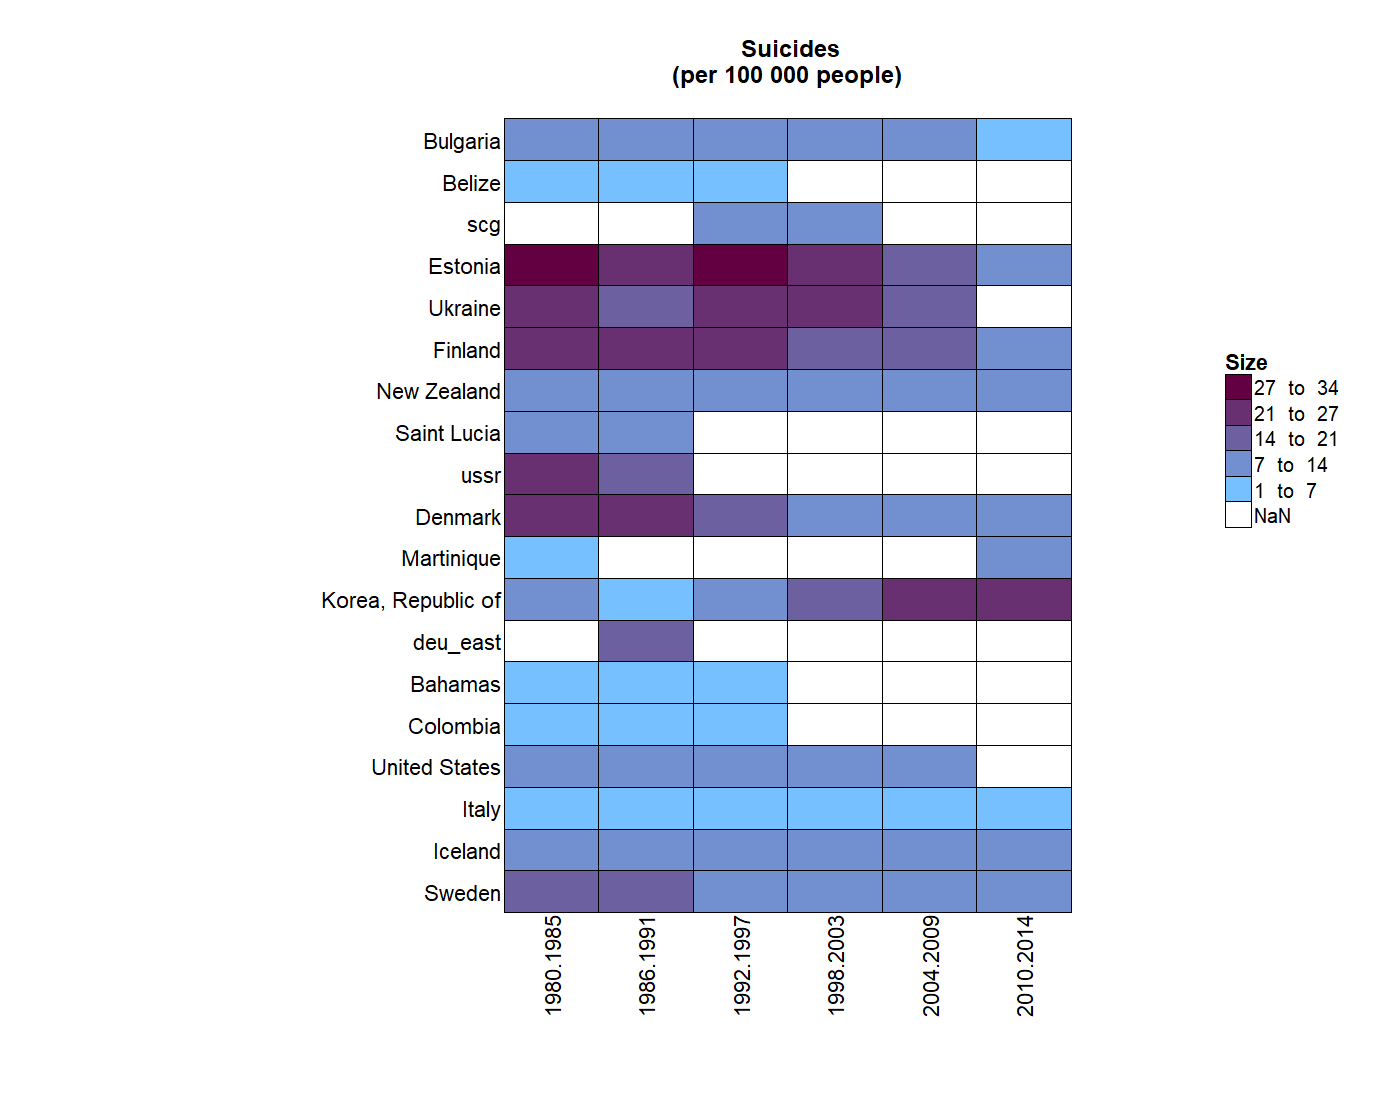 Suicides
(per 100 000 people)
Bulgaria
Belize
scg
Estonia
Ukraine
Finland
New Zealand
Saint Lucia
ussr
Denmark
Martinique
Korea, Republic of
deu_east
Bahamas
Colombia
United States
Italy
Iceland
Sweden
1980.1985
1986.1991
1992.1997
1998.2003
2004.2009
2010.2014
Size
27 to 34
21 to 27
14 to 21
7 to 14
1 to 7
NaN